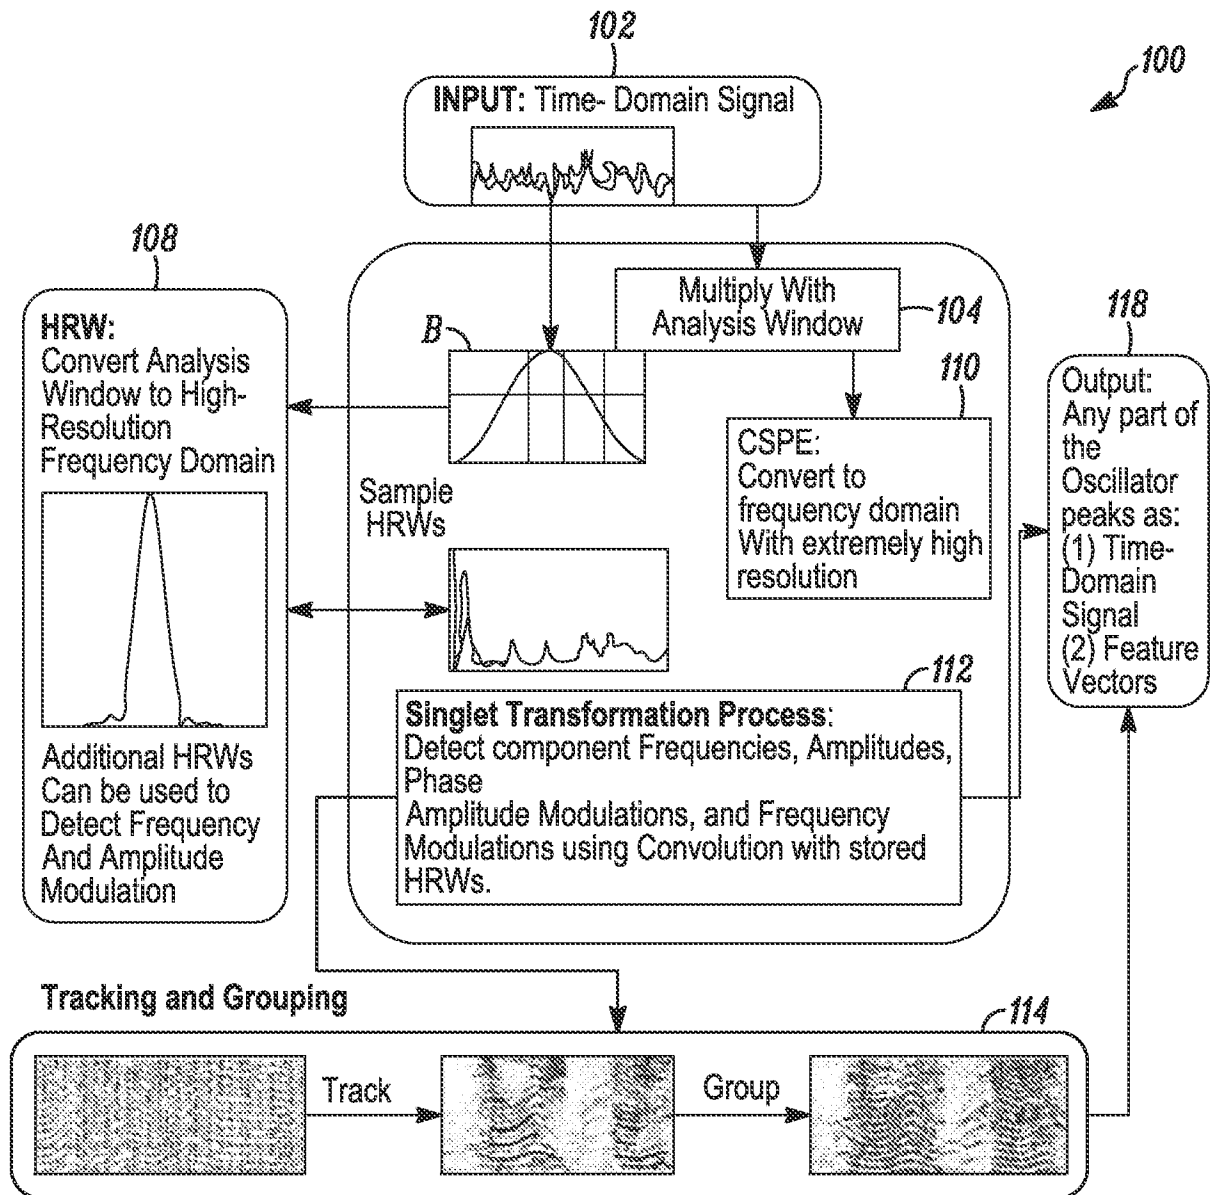 102
100
INPUT: Time- Domain Signal
108
HRW:
Convert Analysis
Window to High-
Resolution
Frequency Domain
Additional HRWs
Can be used to
Detect Frequency
And Amplitude
Modulation
Multiply With
Analysis Window
104
B
110
CSPE:
Convert to
frequency domain
With extremely high
resolution
Sample
HRWs
112
Singlet Transformation Process:
Detect component Frequencies, Amplitudes,
Phase
Amplitude Modulations, and Frequency
Modulations using Convolution with stored
HRWs.
118
Output:
Any part of
the
Oscillator
peaks as:
(1) Time-
Domain
Signal
(2) Feature
Vectors
Tracking and Grouping
114
Track
Group